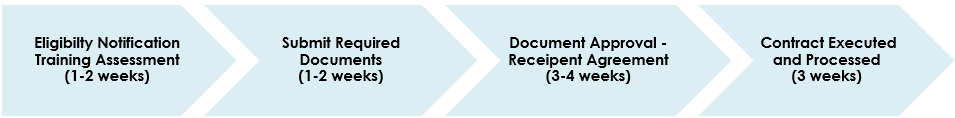 Eligibilty Notification
Training Assessment
(1-2 weeks)
Submit Required
Documents
(1-2 weeks)
Document Approval -
Receipent Agreement
(3-4 weeks)
Contract Executed
and Processed
(3 weeks)